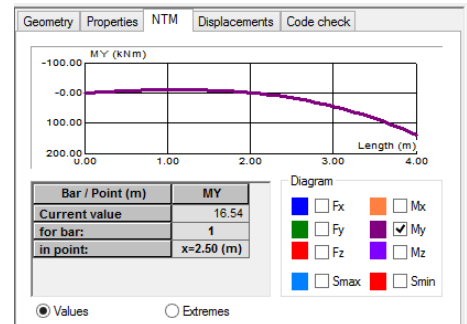 Geometry Properties NTM Displacements Code check
MY (kNm)
-100.00
-0.00
100.00
200.00
Length (m)
0.00 1.00 2.00 3.00 4.00
Bar / Point (m) MY
Current value 16.54
for bar: 1
in point: x=2.50 (m)
Diagram
Fx Mx
Fy My
Fz Mz
Smax Smin
Values Extremes